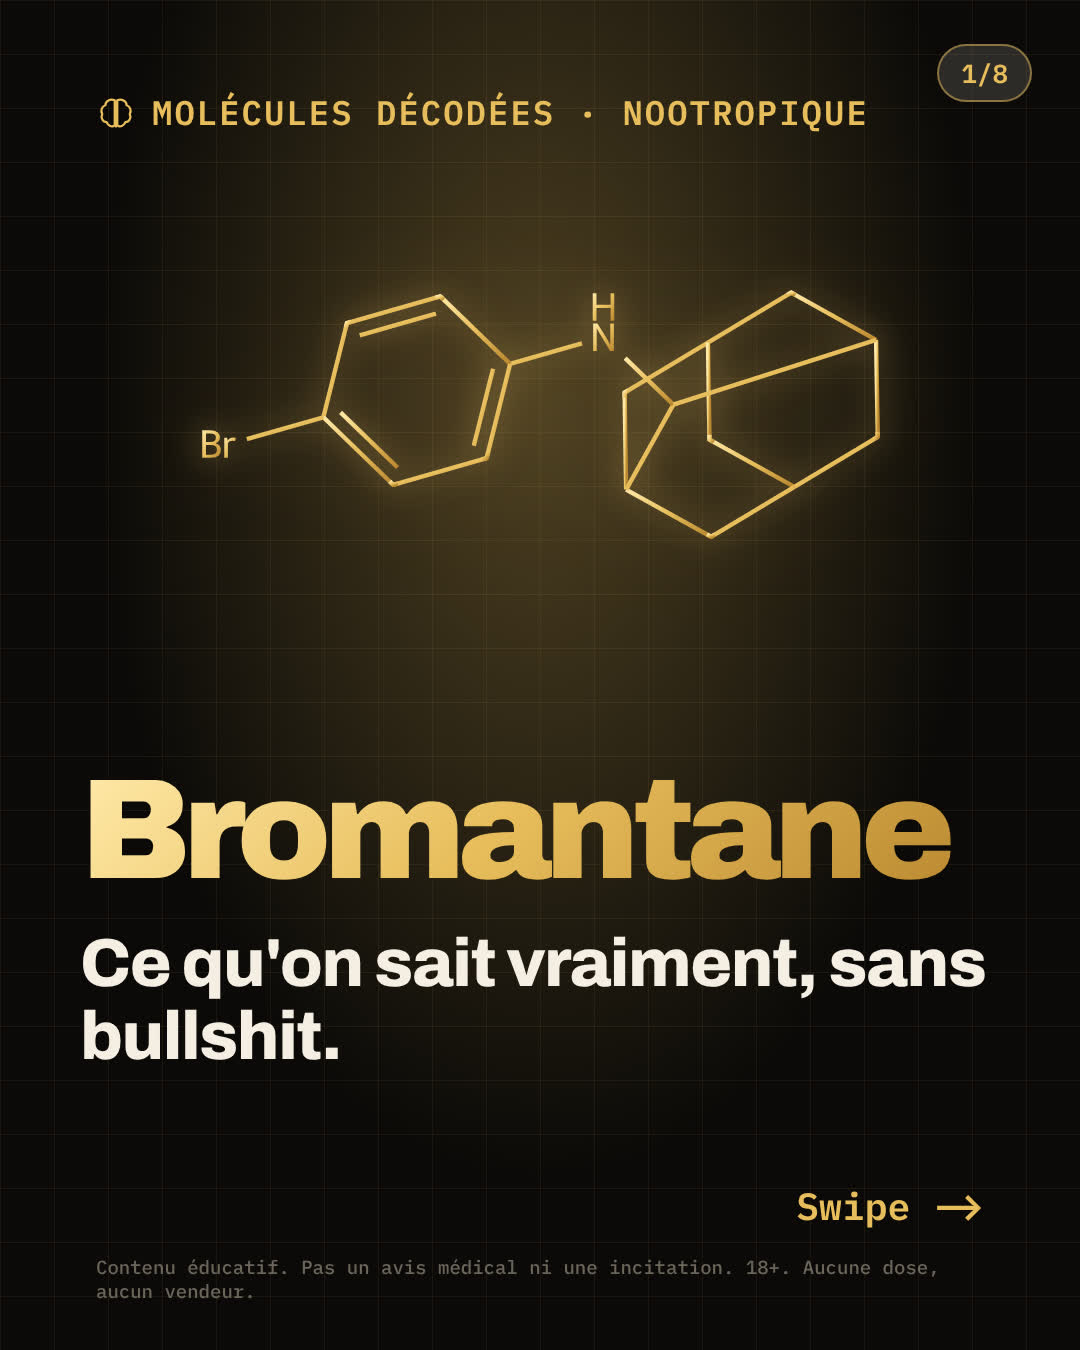 1/8
MOLÉCULES DÉCODÉES · NOOTROPIQUE
H
N
Br
Bromantane
Ce qu'on sait vraiment, sans
bullshit.
Swipe →
Contenu éducatif. Pas un avis médical ni une incitation. 18+. Aucune dose,
aucun vendeur.